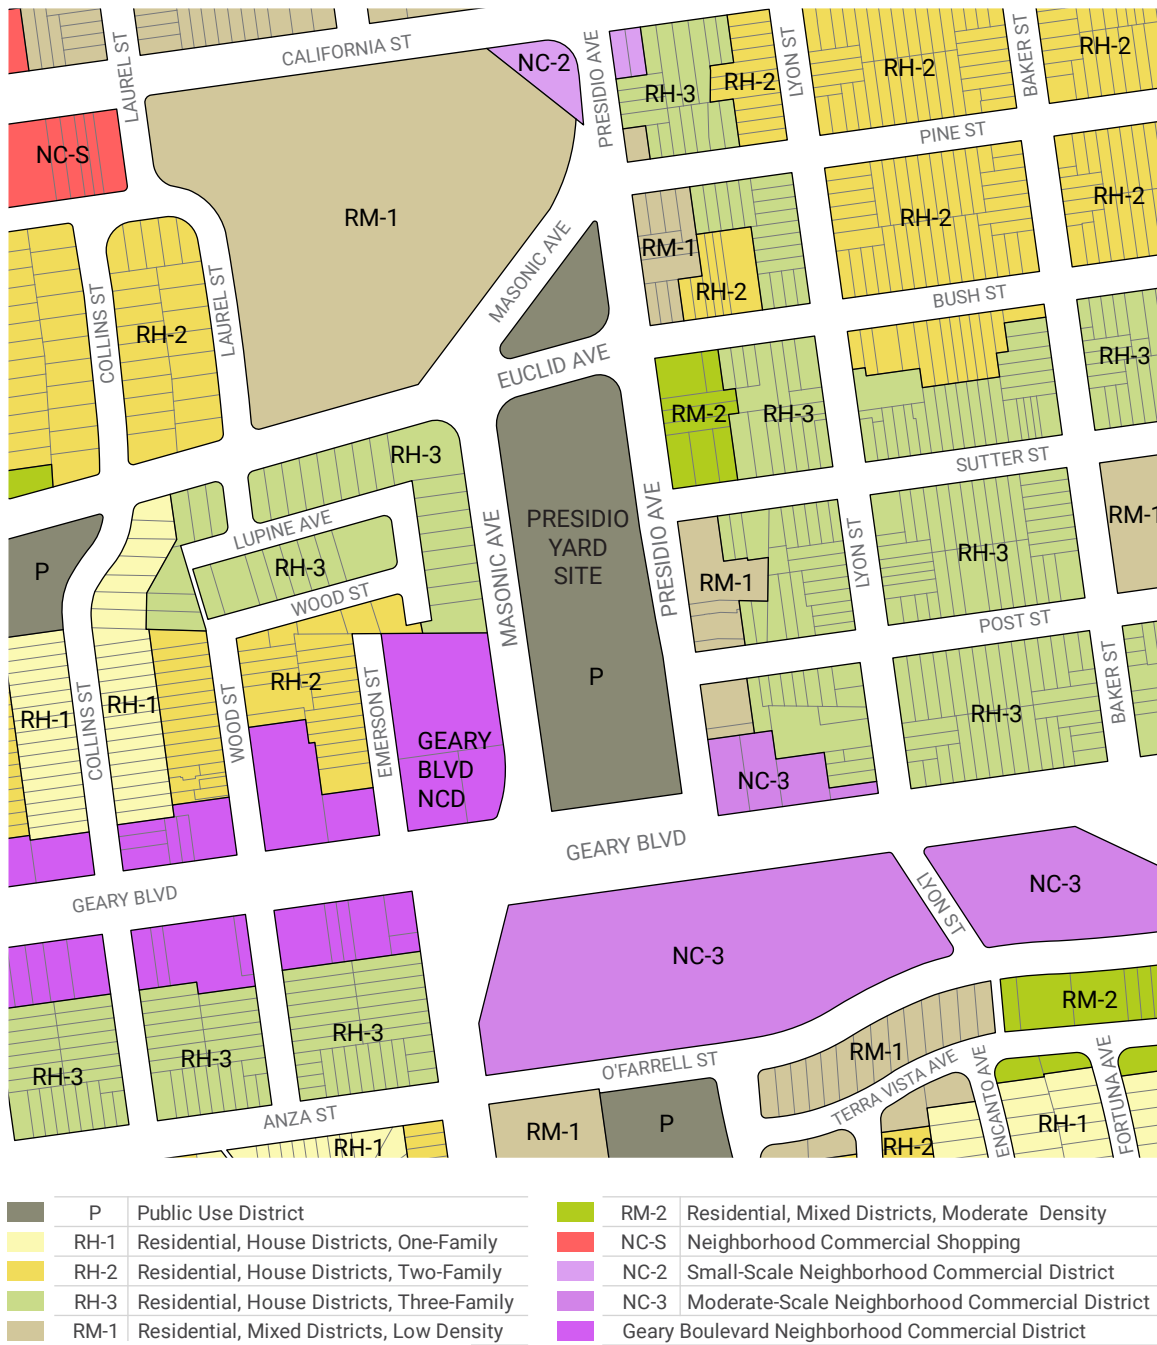 CALIFORNIA ST
LAUREL ST
NC-2
PRESIDIO AVE
RH-3
RH-2
LYON ST
RH-2
BAKER ST
RH-2
PINE ST
NC-S
RM-1
MASONIC AVE
RM-1
RH-2
RH-2
RH-2
BUSH ST
COLLINS ST
RH-2
LAUREL ST
EUCLID AVE
RM-2
RH-3
RH-3
SUTTER ST
RH-3
LUPINE AVE
RH-3
WOOD ST
MASONIC AVE
PRESIDIO
YARD
SITE
P
PRESIDIO AVE
RM-1
LYON ST
RH-3
RM-1
POST ST
P
RH-1
COLLINS ST
RH-1
WOOD ST
RH-2
EMERSON ST
GEARY
BLVD
NCD
NC-3
RH-3
BAKER ST
GEARY BLVD
GEARY BLVD
NC-3
LYON ST
NC-3
RH-3
RH-3
RH-3
ANZA ST
RH-1
O'FARRELL ST
RM-1
P
RM-1
TERRA VISTA AVE
RM-2
RH-2
ENCANTO AVE
RH-1
FORTUNA AVE
P Public Use District
RH-1 Residential, House Districts, One-Family
RH-2 Residential, House Districts, Two-Family
RH-3 Residential, House Districts, Three-Family
RM-1 Residential, Mixed Districts, Low Density
RM-2 Residential, Mixed Districts, Moderate Density
NC-S Neighborhood Commercial Shopping
NC-2 Small-Scale Neighborhood Commercial District
NC-3 Moderate-Scale Neighborhood Commercial District
Geary Boulevard Neighborhood Commercial District